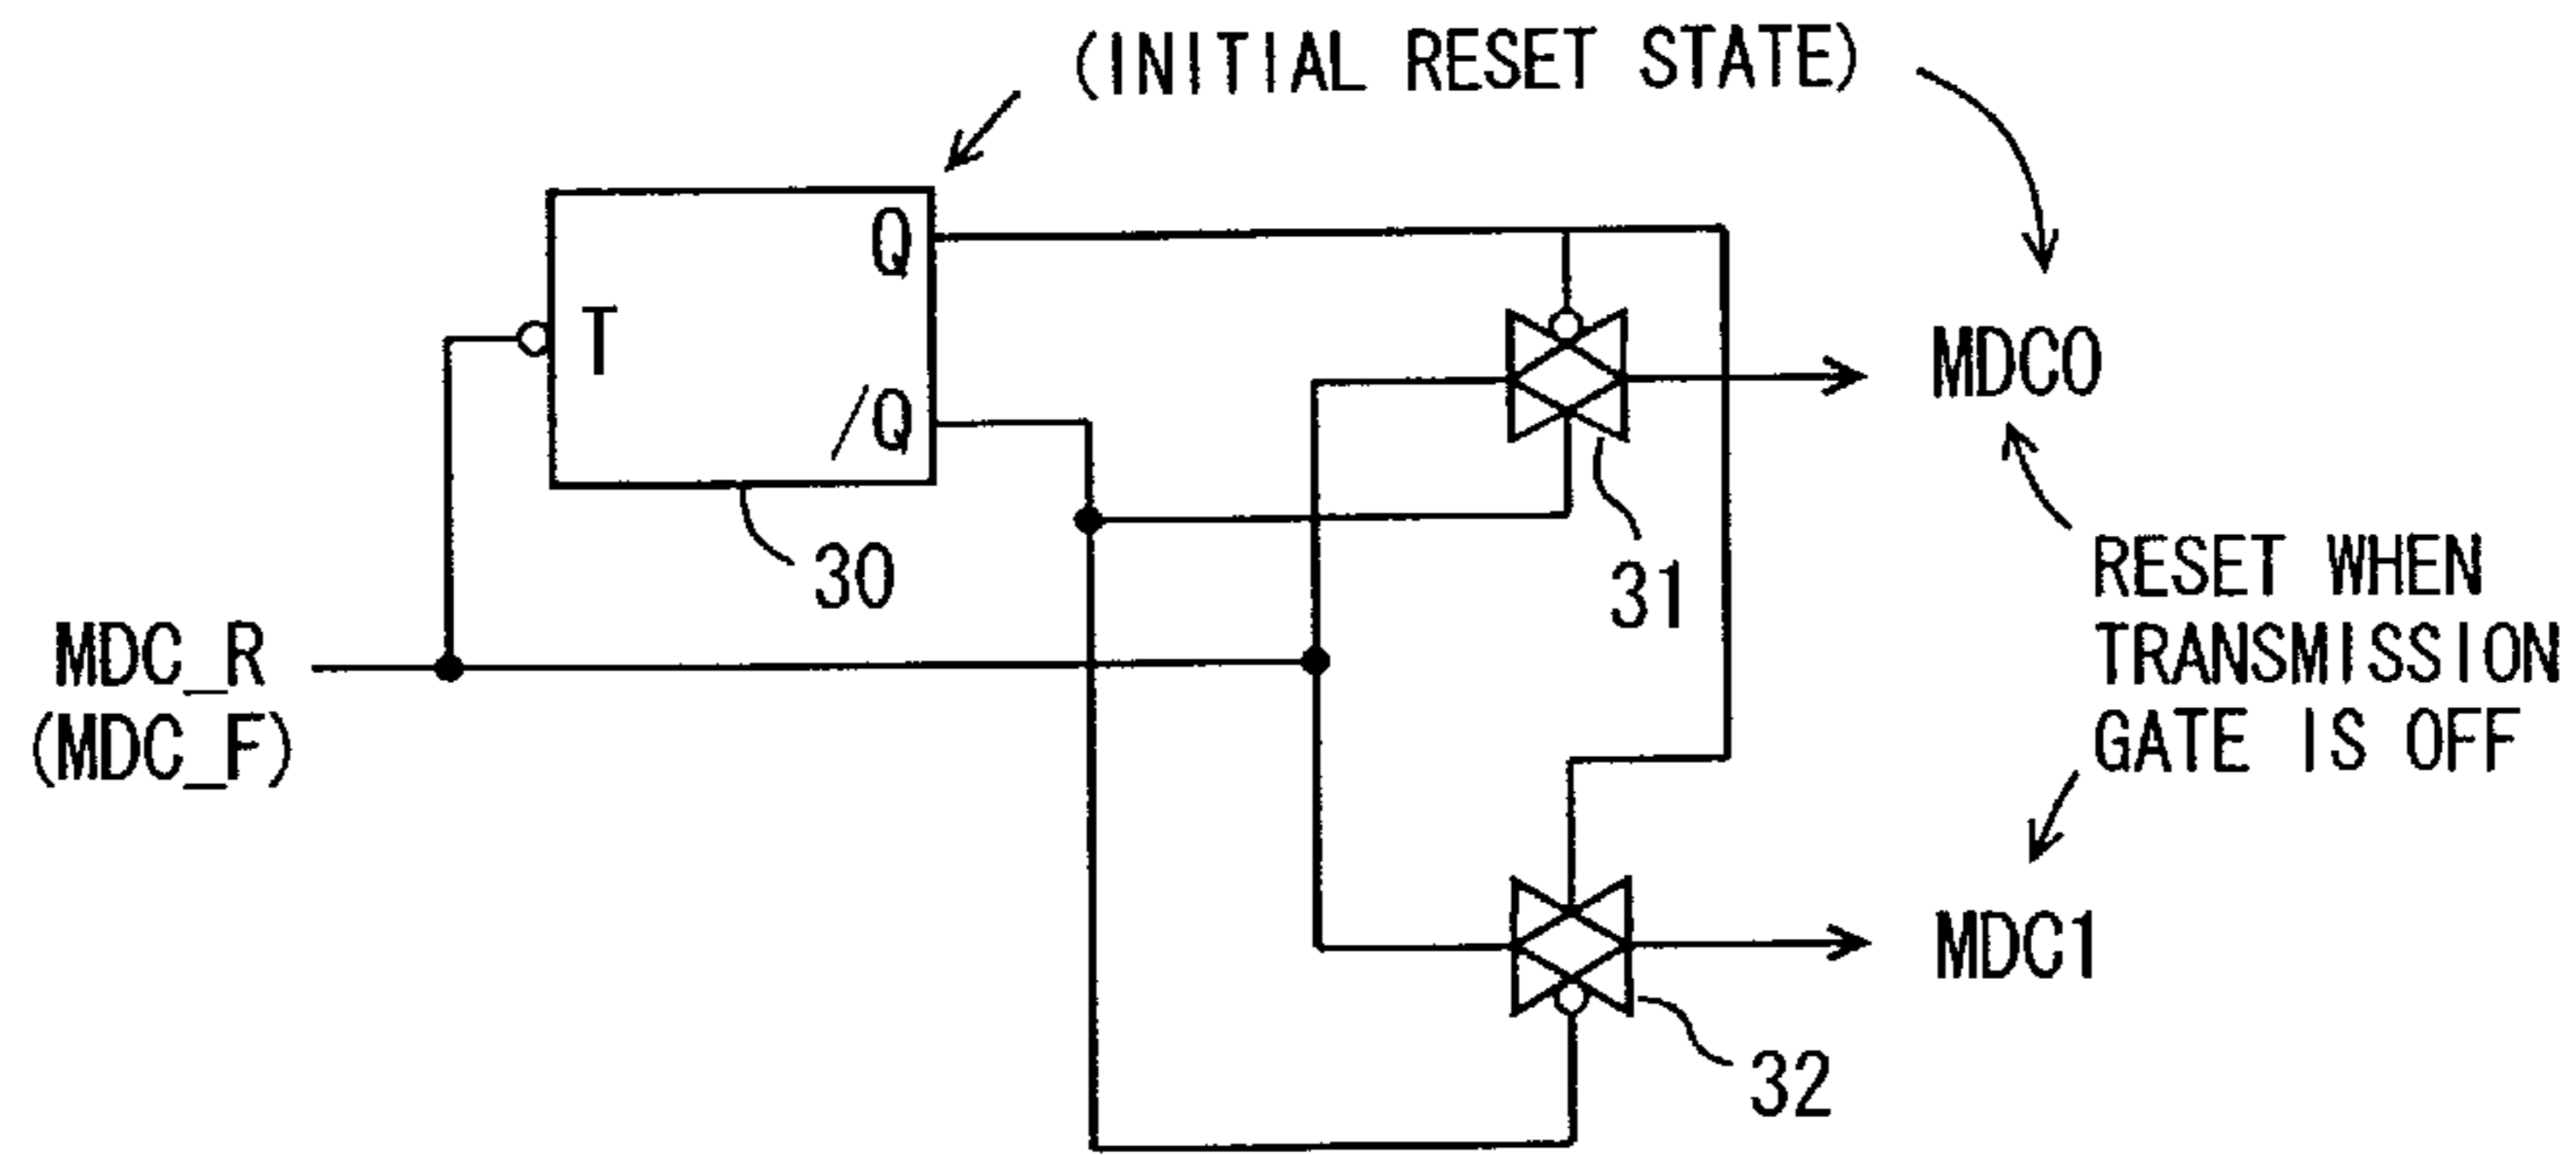 (INITIAL RESET STATE)
Q
T
/Q
MDC0
30
31
RESET WHEN
TRANSMISSION
GATE IS OFF
MDC_R
(MDC_F)
MDC1
32